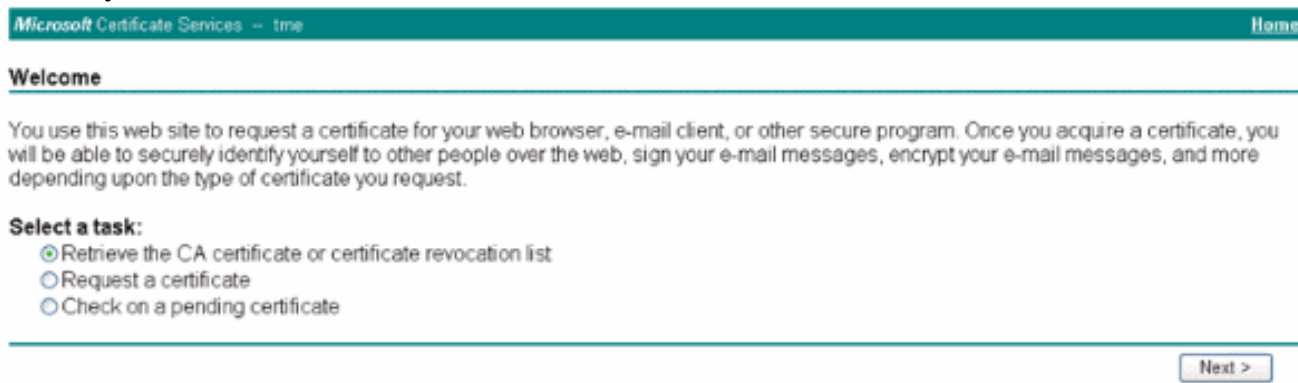 Microsoft Certificate Services -- tme Home
Welcome
You use this web site to request a certificate for your web browser, e-mail client, or other secure program. Once you acquire a certificate, you
will be able to securely identify yourself to other people over the web, sign your e-mail messages, encrypt your e-mail messages, and more
depending upon the type of certificate you request.
Select a task:
Retrieve the CA certificate or certificate revocation list
Request a certificate
Check on a pending certificate
Next >